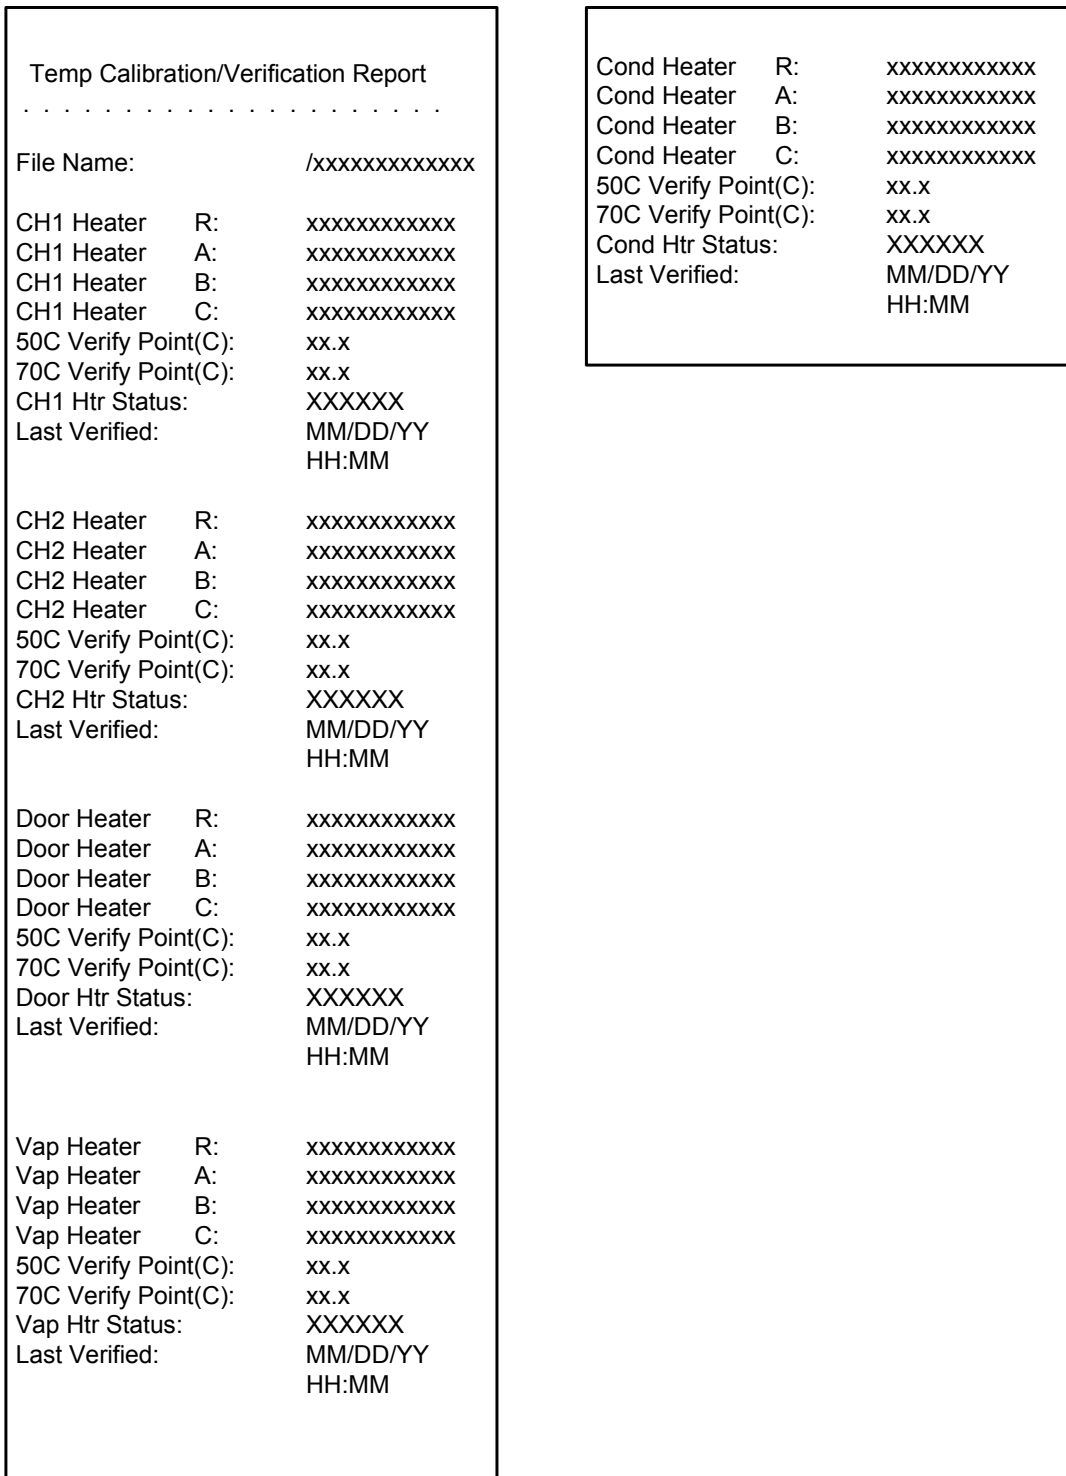 Temp Calibration/Verification Report
. . . . . . . . . . . . . . . . . . . . .
File Name: /xxxxxxxxxxxxx
CH1 Heater R: xxxxxxxxxxxx
CH1 Heater A: xxxxxxxxxxxx
CH1 Heater B: xxxxxxxxxxxx
CH1 Heater C: xxxxxxxxxxxx
50C Verify Point(C): xx.x
70C Verify Point(C): xx.x
CH1 Htr Status: XXXXXX
Last Verified: MM/DD/YY
HH:MM
CH2 Heater R: xxxxxxxxxxxx
CH2 Heater A: xxxxxxxxxxxx
CH2 Heater B: xxxxxxxxxxxx
CH2 Heater C: xxxxxxxxxxxx
50C Verify Point(C): xx.x
70C Verify Point(C): xx.x
CH2 Htr Status: XXXXXX
Last Verified: MM/DD/YY
HH:MM
Door Heater R: xxxxxxxxxxxx
Door Heater A: xxxxxxxxxxxx
Door Heater B: xxxxxxxxxxxx
Door Heater C: xxxxxxxxxxxx
50C Verify Point(C): xx.x
70C Verify Point(C): xx.x
Door Htr Status: XXXXXX
Last Verified: MM/DD/YY
HH:MM
Vap Heater R: xxxxxxxxxxxx
Vap Heater A: xxxxxxxxxxxx
Vap Heater B: xxxxxxxxxxxx
Vap Heater C: xxxxxxxxxxxx
50C Verify Point(C): xx.x
70C Verify Point(C): xx.x
Vap Htr Status: XXXXXX
Last Verified: MM/DD/YY
HH:MM
Cond Heater R: xxxxxxxxxxxx
Cond Heater A: xxxxxxxxxxxx
Cond Heater B: xxxxxxxxxxxx
Cond Heater C: xxxxxxxxxxxx
50C Verify Point(C): xx.x
70C Verify Point(C): xx.x
Cond Htr Status: XXXXXX
Last Verified: MM/DD/YY
HH:MM